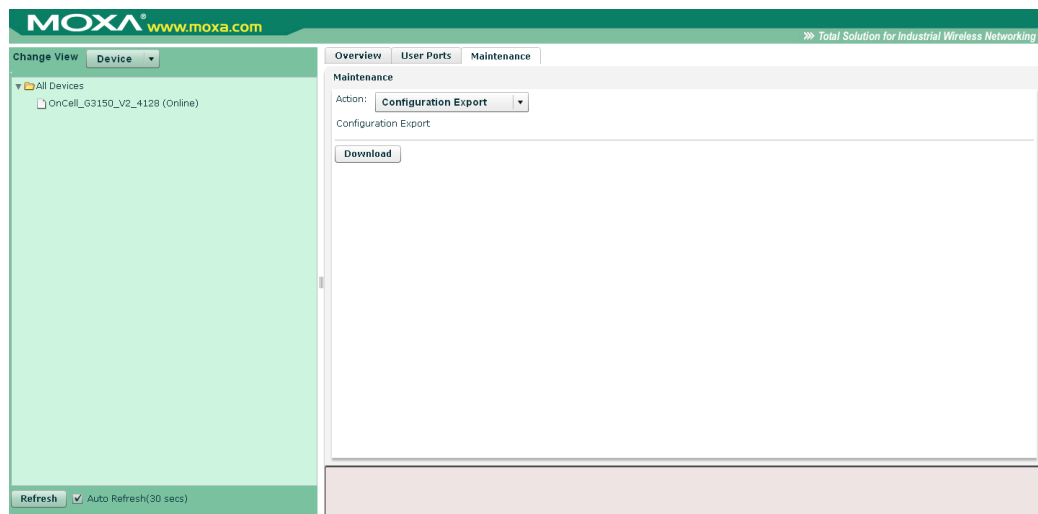 MOXA® www.moxa.com
Total Solution for Industrial Wireless Networking
Change View Device
All Devices
OnCell_G3150_V2_4128 (Online)
Refresh Auto Refresh(30 secs)
Overview User Ports Maintenance
Maintenance
Action: Configuration Export
Configuration Export
Download